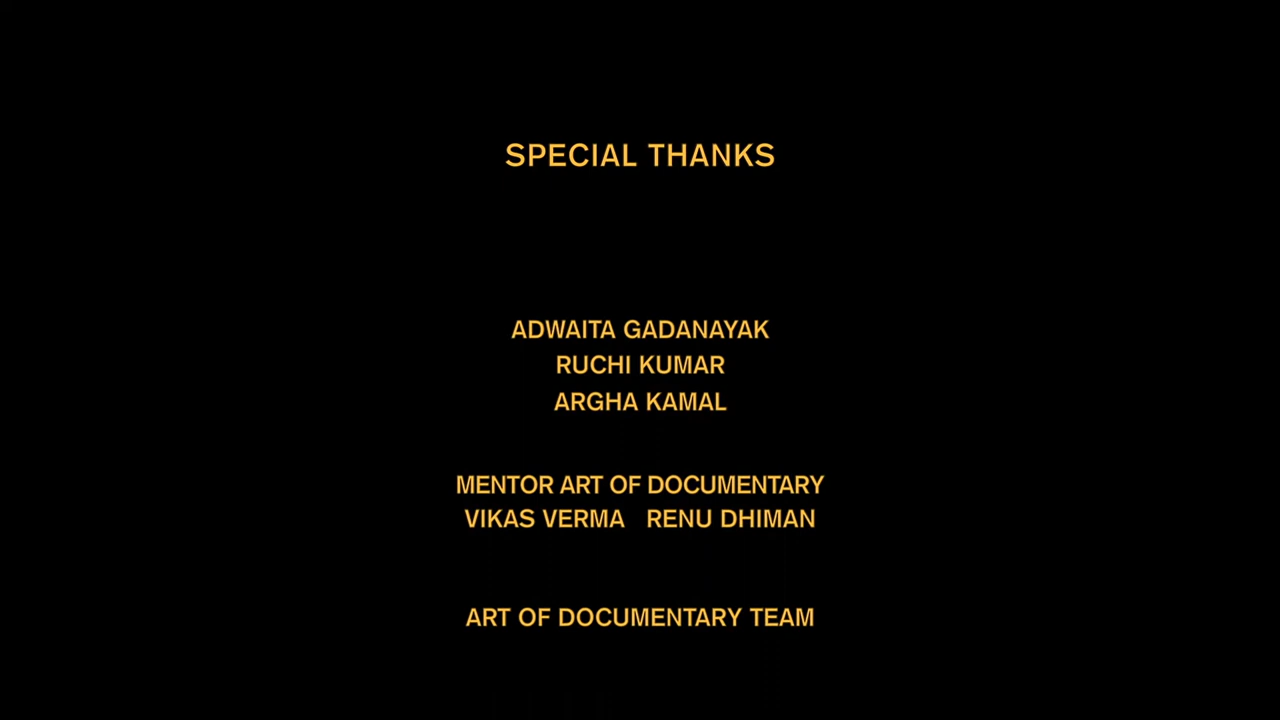 SPECIAL THANKS
ADWAITA GADANAYAK
RUCHI KUMAR
ARGHA KAMAL
MENTOR ART OF DOCUMENTARY
VIKAS VERMA RENU DHIMAN
ART OF DOCUMENTARY TEAM